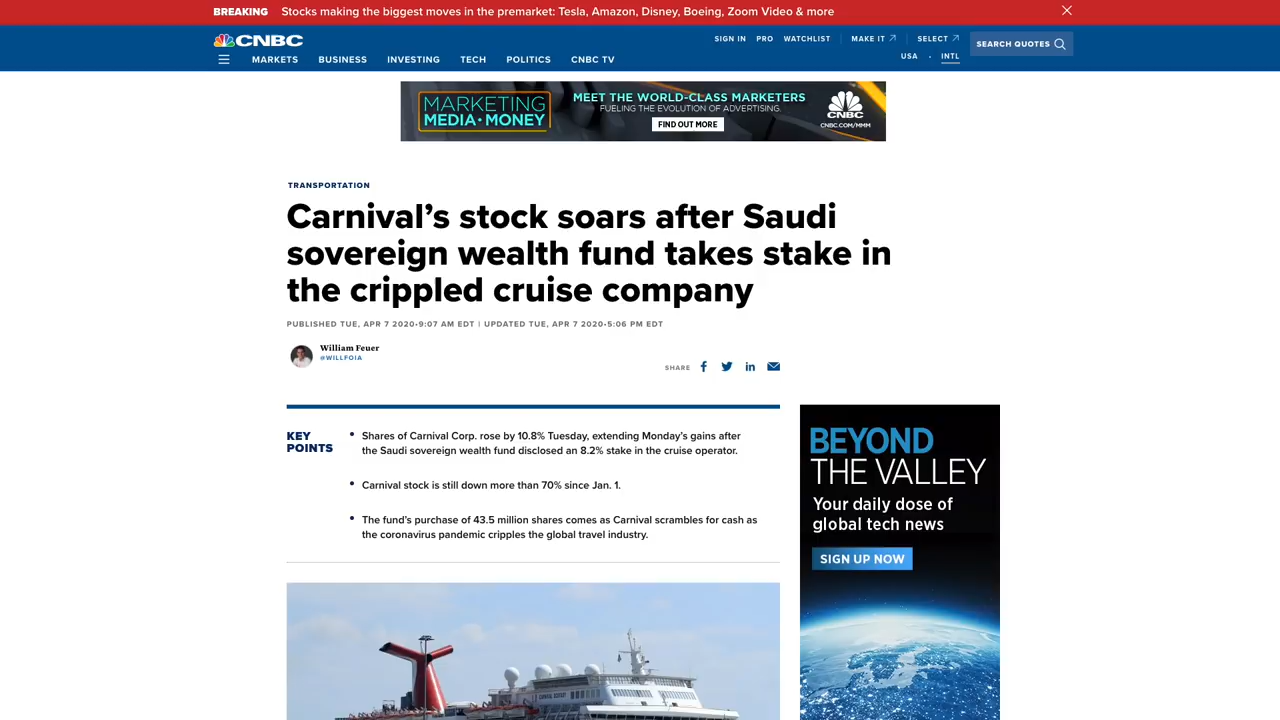 BREAKING Stocks making the biggest moves in the premarket: Tesla, Amazon, Disney, Boeing, Zoom Video & more
CNBC
SIGN IN PRO WATCHLIST MAKE IT SELECT
SEARCH QUOTES
USA • INTL
MARKETS BUSINESS INVESTING TECH POLITICS CNBC TV
MARKETING
MEDIA•MONEY
MEET THE WORLD-CLASS MARKETERS
FUELING THE EVOLUTION OF ADVERTISING.
FIND OUT MORE
CNBC
CNBC.COM/MMM
TRANSPORTATION
Carnival’s stock soars after Saudi
sovereign wealth fund takes stake in
the crippled cruise company
PUBLISHED TUE, APR 7 2020•9:07 AM EDT | UPDATED TUE, APR 7 2020•5:06 PM EDT
William Feuer
@WILLFOIA
SHARE
KEY
POINTS
• Shares of Carnival Corp. rose by 10.8% Tuesday, extending Monday’s gains after
the Saudi sovereign wealth fund disclosed an 8.2% stake in the cruise operator.
• Carnival stock is still down more than 70% since Jan. 1.
• The fund’s purchase of 43.5 million shares comes as Carnival scrambles for cash as
the coronavirus pandemic cripples the global travel industry.
BEYOND
THE VALLEY
Your daily dose of
global tech news
SIGN UP NOW